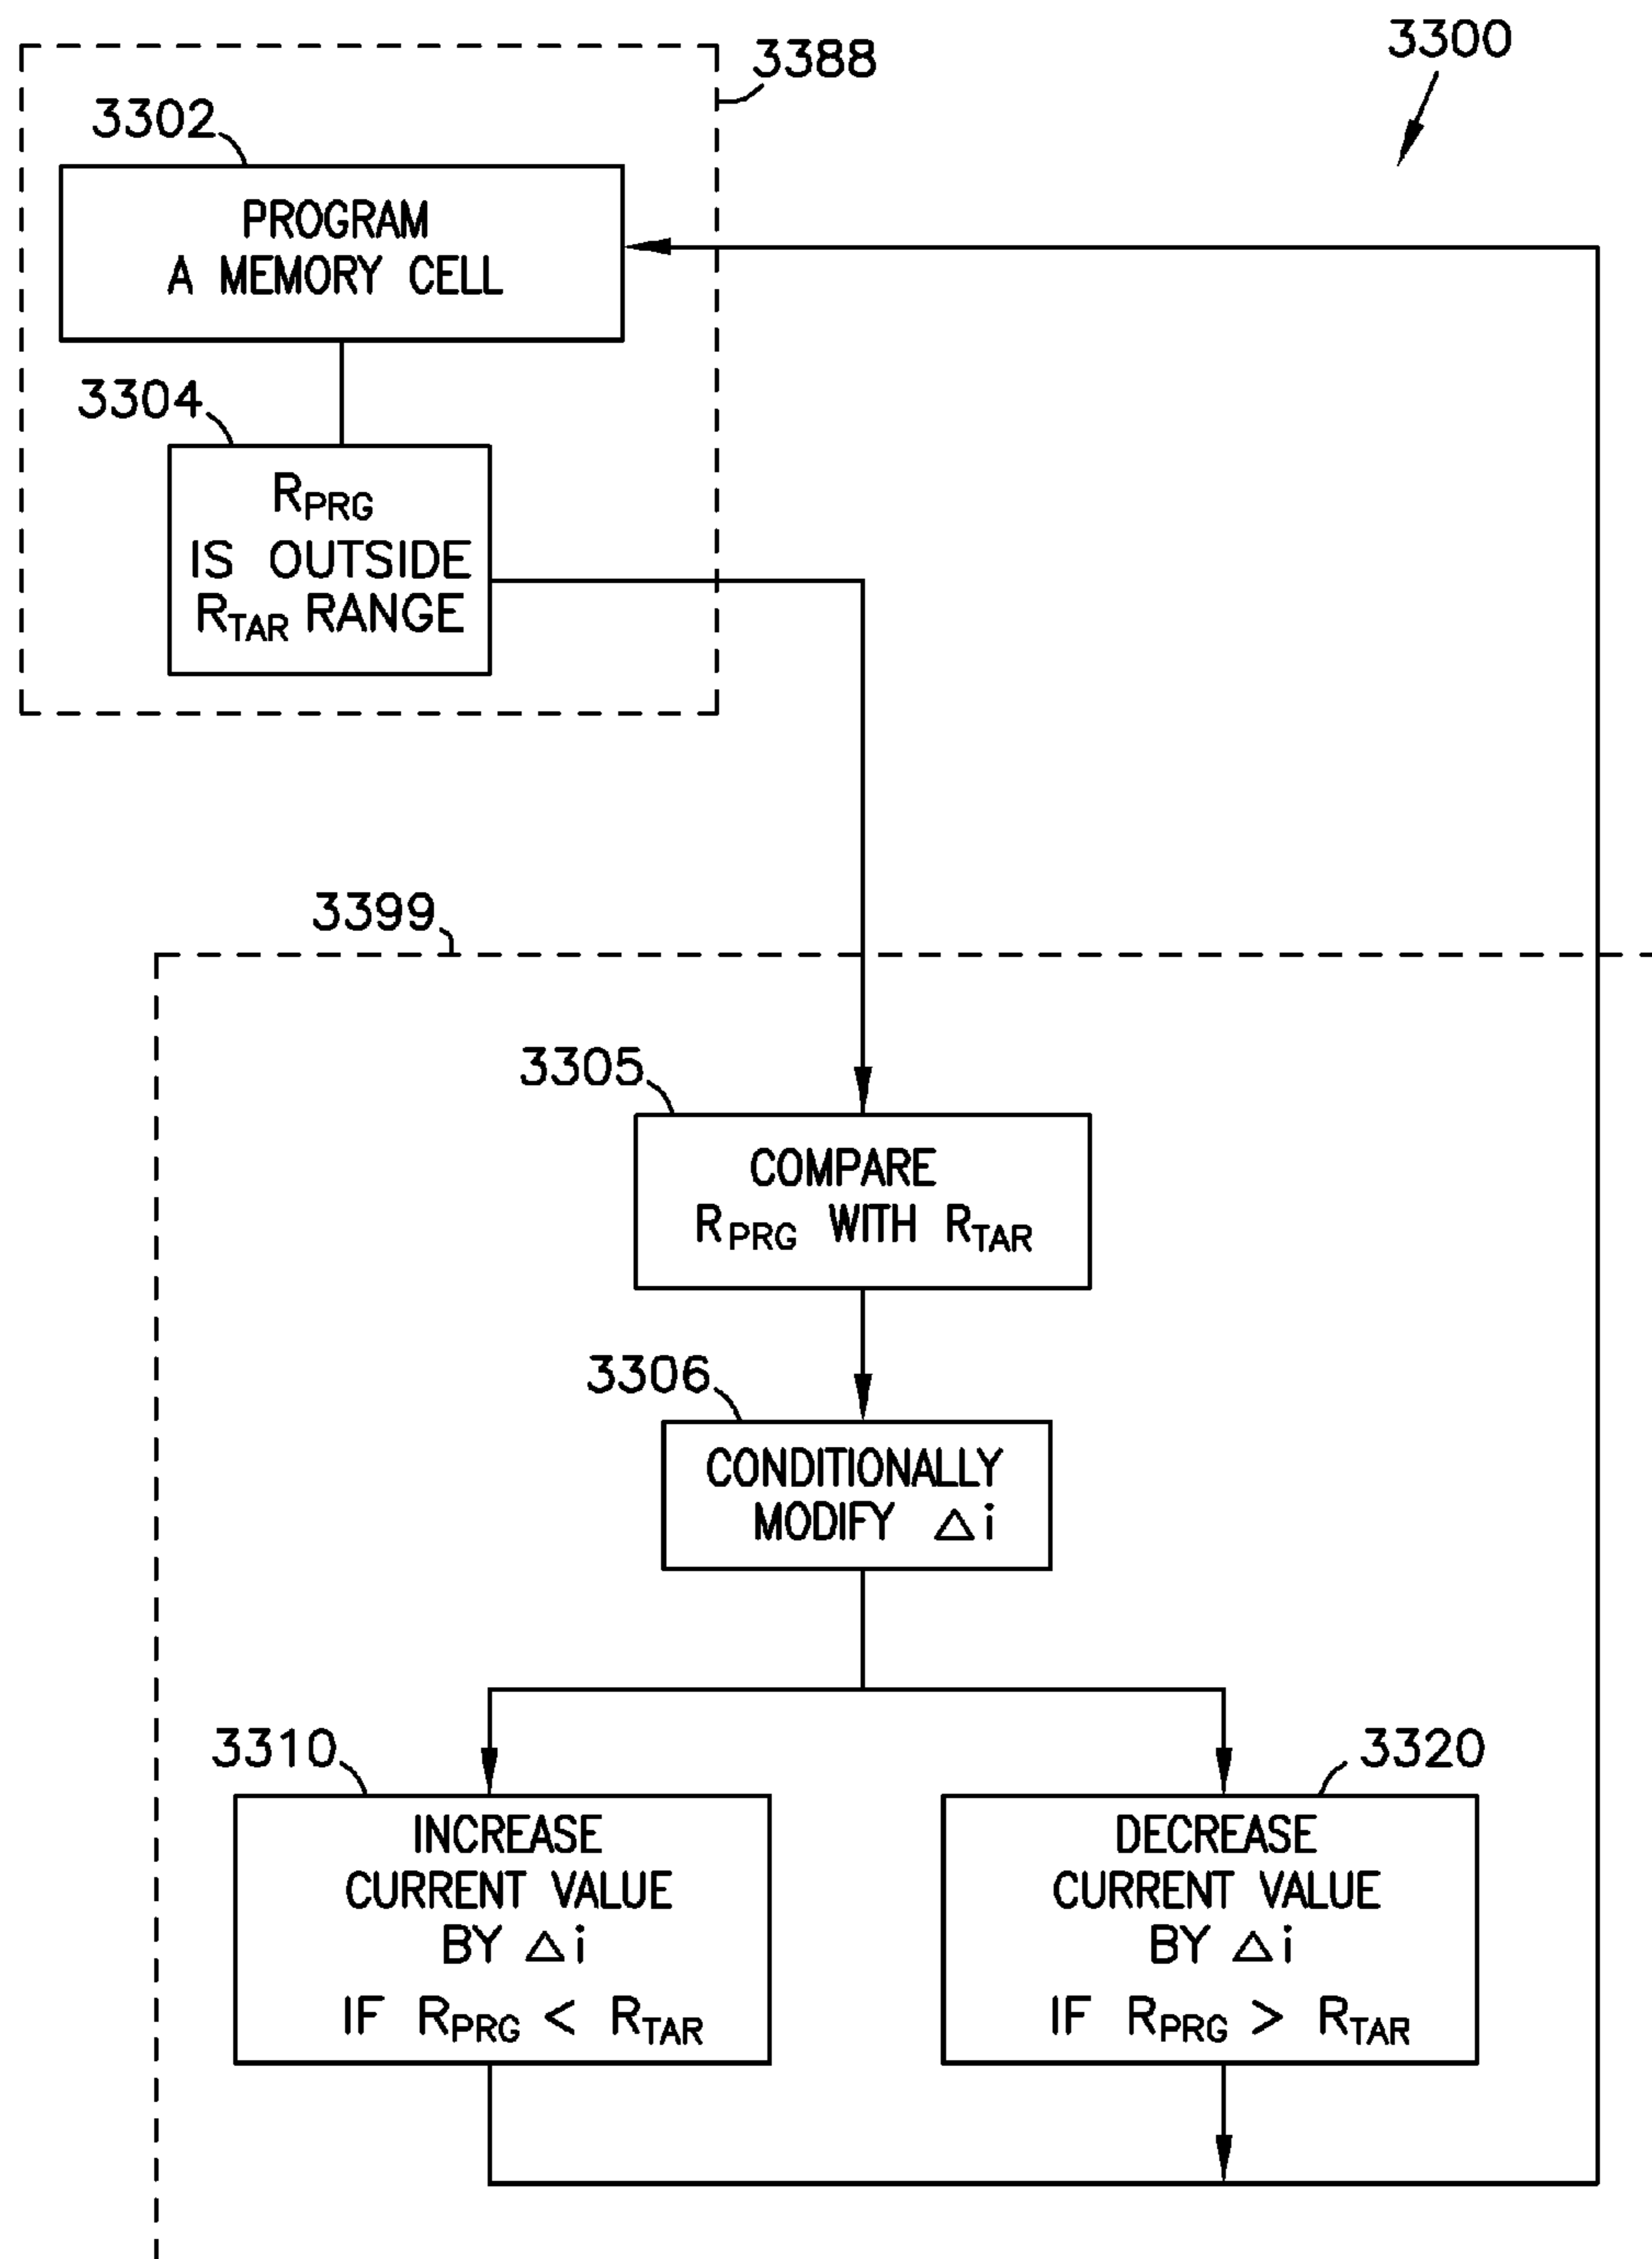 3300
3388
3302
PROGRAM
A MEMORY CELL
3304
RPRG
IS OUTSIDE
RTAR RANGE
3399
3305
COMPARE
RPRG WITH RTAR
3306
CONDITIONALLY
MODIFY △i
3310
INCREASE
CURRENT VALUE
BY △i
IF RPRG < RTAR
3320
DECREASE
CURRENT VALUE
BY △i
IF RPRG > RTAR